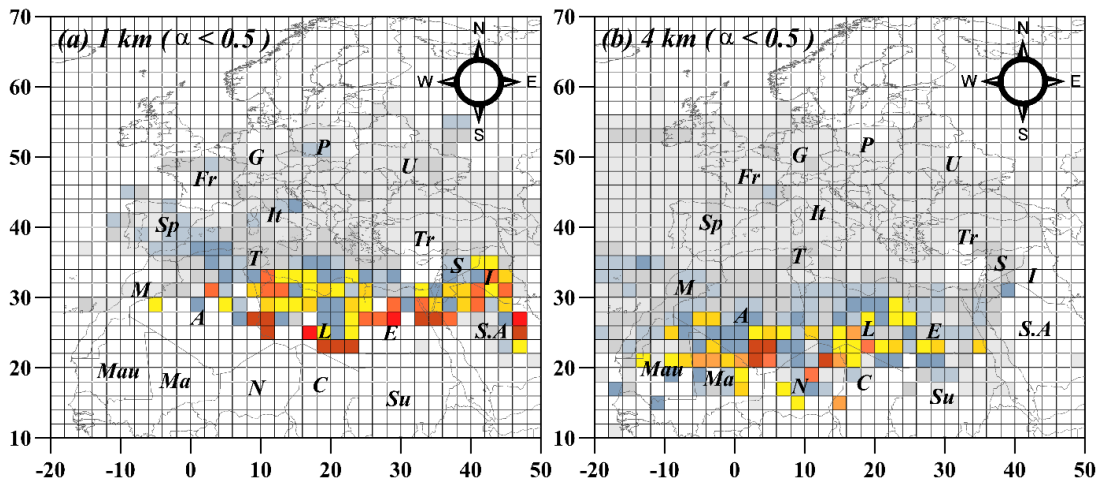 70 (a) 1 km ( α < 0.5 ) N
60 W E
S
50 G P
Fr U
40 Sp It
Tr
T S
30 M I
A L E S.A
20 Mau Ma N C Su
10
-20 -10 0 10 20 30 40 50
70 (b) 4 km ( α < 0.5 ) N
60 W E
S
50 G P
Fr U
40 Sp It
Tr
T S
30 M I
A L E S.A
20 Mau Ma N C Su
10
-20 -10 0 10 20 30 40 50